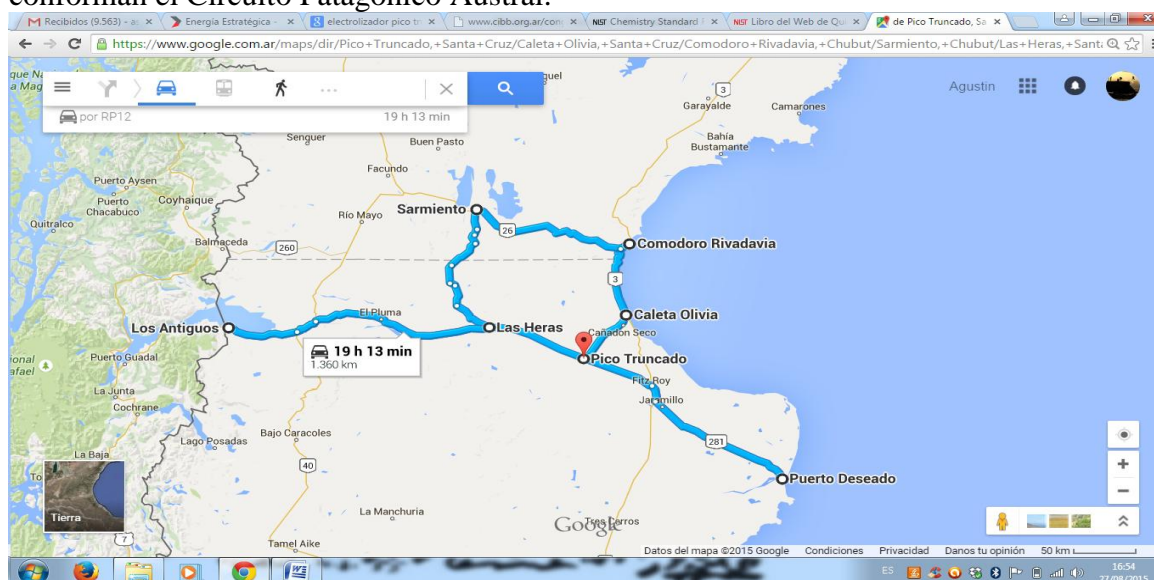 conforman el Circuito Patagónico Austral.
Recibidos (9.563) - as
Energía Estratégica -
electrolizador pico tr
www.cibb.org.ar/con
NIST Chemistry Standard
NIST Libro del Web de Qu
de Pico Truncado, Sa
https://www.google.com.ar/maps/dir/Pico+Truncado,+Santa+Cruz/Caleta+Olivia,+Santa+Cruz/Comodoro+Rivadavia,+Chubut/Sarmiento,+Chubut/Las+Heras,+Sant
por RP12
19 h 13 min
Agustin
Garayalde
Camarones
3
Senguer
Buen Pasto
Bahía
Bustamante
Facundo
Puerto Aysen
Puerto
Chacabuco
Coyhaique
Río Mayo
Sarmiento
Quitralco
26
Balmaceda
260
Comodoro Rivadavia
3
El Pluma
Caleta Olivia
Los Antiguos
Las Heras
Cañadón Seco
19 h 13 min
1.360 km
Puerto Guadal
Pico Truncado
Fitz Roy
La Junta
Jaramillo
Cochrane
Lago Posadas
Bajo Caracoles
281
La Baja
40
Puerto Deseado
Tierra
La Manchuria
Google
Tres Cerros
7
Tamel Aike
Datos del mapa ©2015 Google
Condiciones
Privacidad
Danos tu opinión
50 km
ES
16:54
27/08/2015